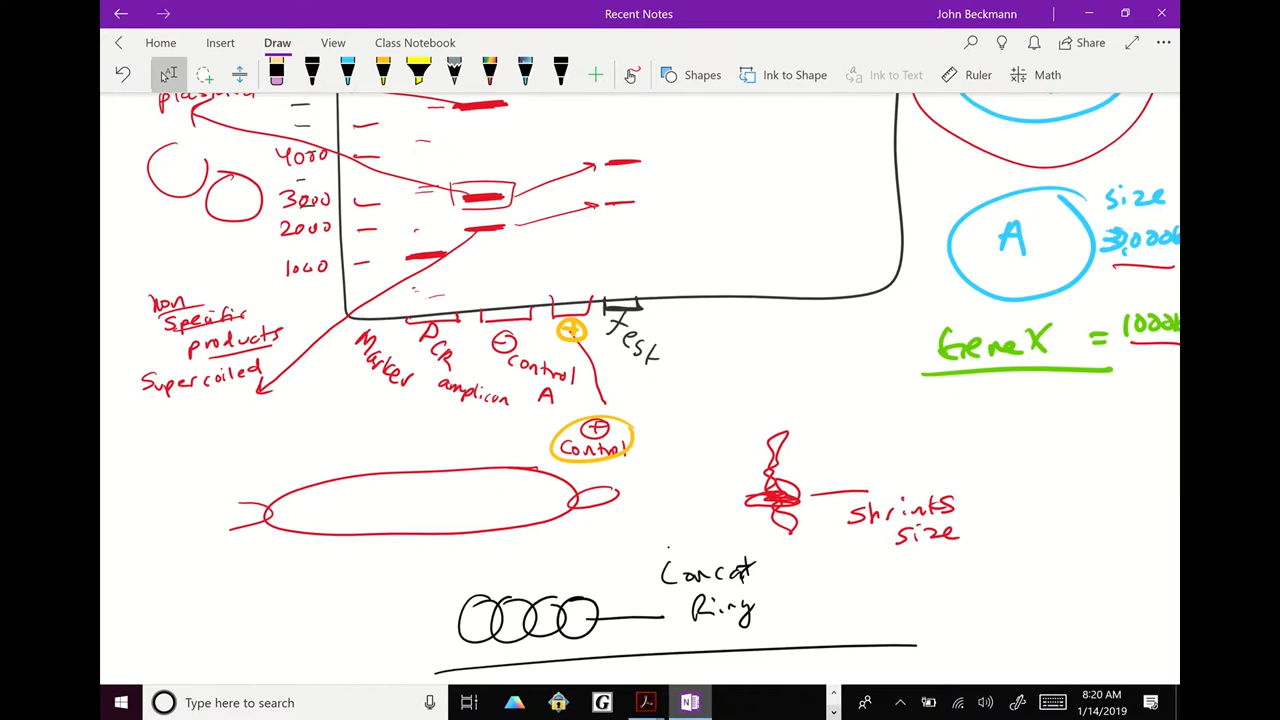 Recent Notes
John Beckmann
Home
Insert
Draw
View
Class Notebook
Share
Shapes
Ink to Shape
Ink to Text
Ruler
Math
4000
3000
2000
1000
Non
Specific
products
Supercoiled
Marker
PCR
amplicon
control
A
+
test
+
Control
A
size
Gene X =
shrinks
size
Concat
Ring
Type here to search
8:20 AM
1/14/2019